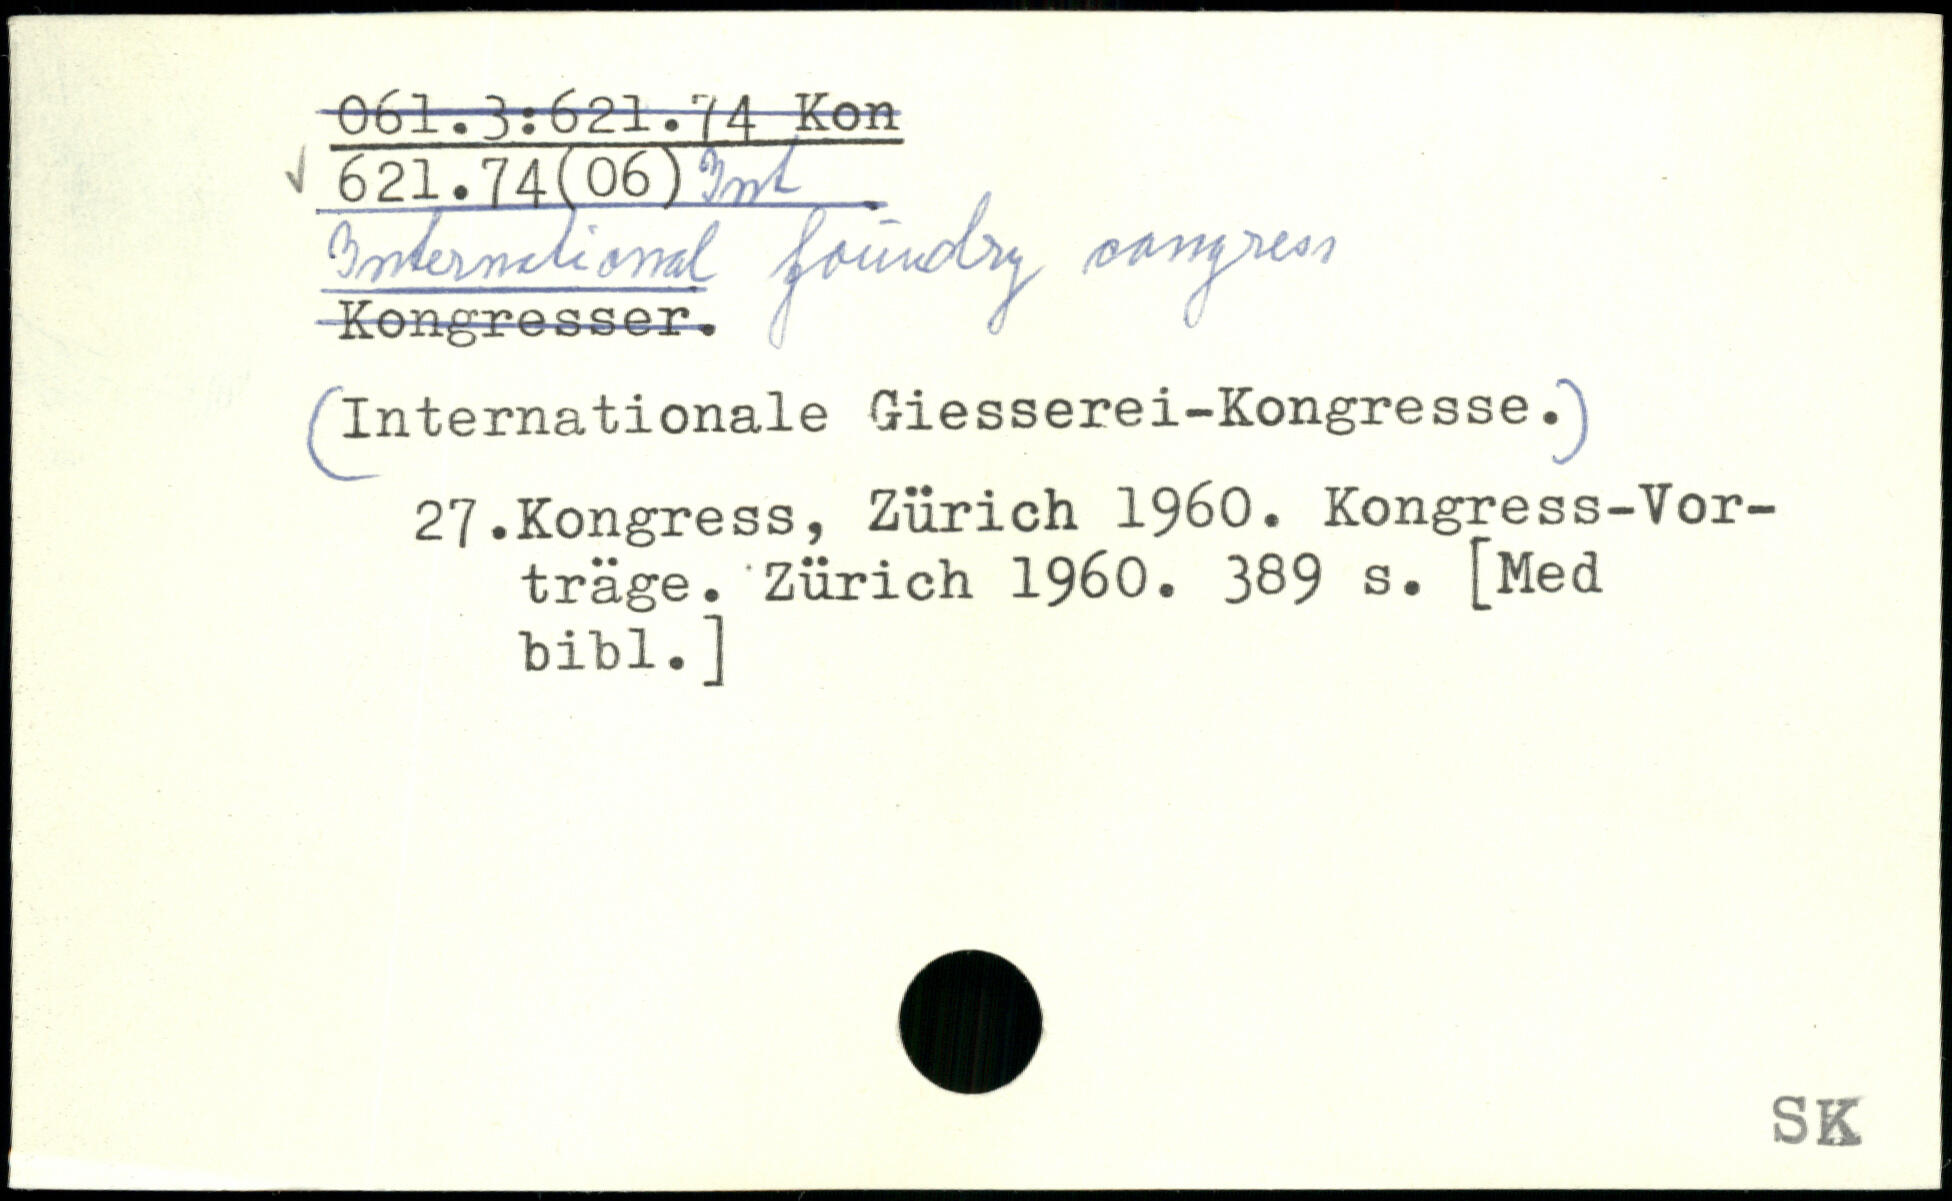 061.3:621.74 Kon
621.74(06) Int
International foundry congress
Kongresser.
(Internationale Giesserei-Kongresse.)
27.Kongress, Zürich 1960. Kongress-Vor-
träge. Zürich 1960. 389 s. [Med
bibl.]
SK